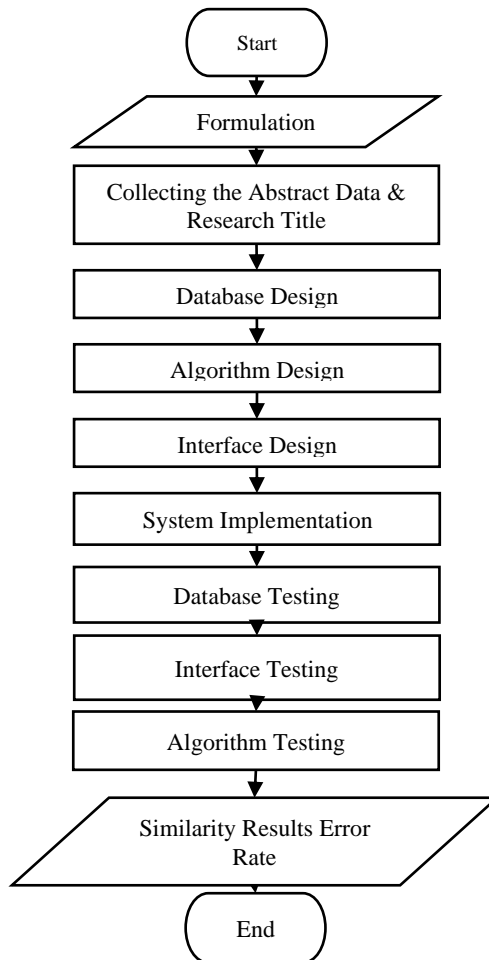 Start
Formulation
Collecting the Abstract Data &
Research Title
Database Design
Algorithm Design
Interface Design
System Implementation
Database Testing
Interface Testing
Algorithm Testing
Similarity Results Error
Rate
End